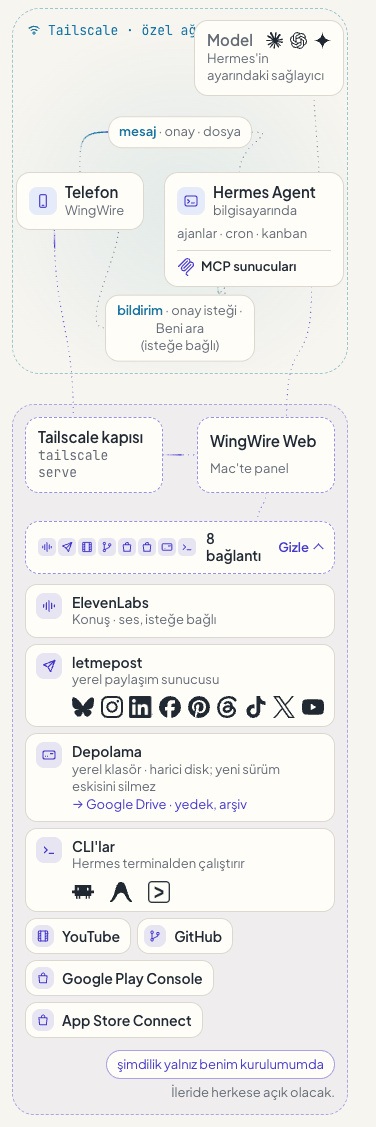 Tailscale · özel
Model
Hermes'in
ayarındaki sağlayıcı
mesaj · onay · dosya
Telefon
WingWire
Hermes Agent
bilgisayarında
ajanlar · cron · kanban
MCP sunucuları
bildirim · onay isteği ·
Beni ara
(isteğe bağlı)
Tailscale kapısı
tailscale
serve
WingWire Web
Mac'te panel
8
bağlantı
Gizle
ElevenLabs
Konuş · ses, isteğe bağlı
letmepost
yerel paylaşım sunucusu
Depolama
yerel klasör · harici disk; yeni sürüm
eskisini silmez
→ Google Drive · yedek, arşiv
CLI'lar
Hermes terminalden çalıştırır
YouTube
GitHub
Google Play Console
App Store Connect
şimdilik yalnız benim kurulumumda
İleride herkese açık olacak.